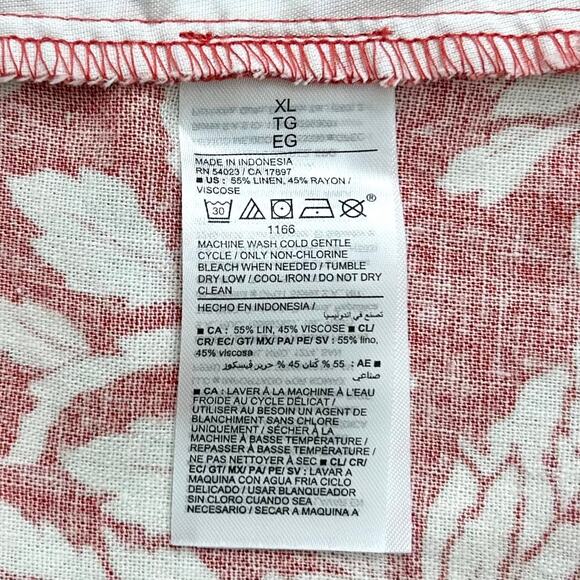 XL
TG
EG
MADE IN INDONESIA
RN 54023 / CA 17897
■ US : 55% LINEN, 45% RAYON /
VISCOSE
30
®
1166
MACHINE WASH COLD GENTLE
CYCLE / ONLY NON-CHLORINE
BLEACH WHEN NEEDED / TUMBLE
DRY LOW / COOL IRON / DO NOT DRY
CLEAN
HECHO EN INDONESIA /
تصنع في اندونيسيا
■ CA : 55% LIN, 45% VISCOSE ■ CL/
CR/ EC/ GT/ MX/ PA/ PE/ SV : 55% lino,
45% viscosa
■ AE : 55 % كتان 45 % حرير فيسكوز
صناعي
■ CA : LAVER À LA MACHINE À L'EAU
FROIDE AU CYCLE DÉLICAT /
UTILISER AU BESOIN UN AGENT DE
BLANCHIMENT SANS CHLORE
UNIQUEMENT / SÉCHER À LA
MACHINE À BASSE TEMPÉRATURE /
REPASSER À BASSE TEMPÉRATURE /
NE PAS NETTOYER À SEC ■ CL/ CR/
EC/ GT/ MX/ PA/ PE/ SV: LAVAR A
MAQUINA CON AGUA FRIA CICLO
DELICADO / USAR BLANQUEADOR
SIN CLORO CUANDO SEA
NECESARIO / SECAR A MAQUINA A